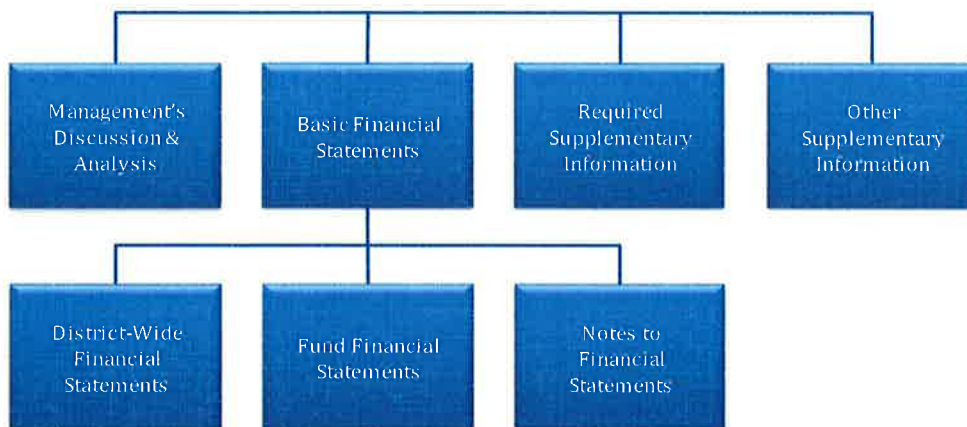 Management's
Discussion &
Analysis
Basic Financial
Statements
Required
Supplementary
Information
Other
Supplementary
Information
District-Wide
Financial
Statements
Fund Financial
Statements
Notes to
Financial
Statements